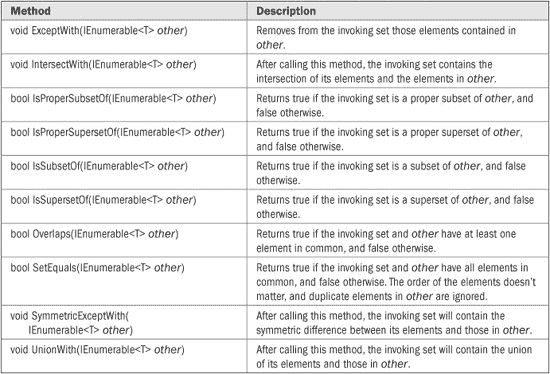 Method Description
void ExceptWith(IEnumerable<T> other) Removes from the invoking set those elements contained in
other.
void IntersectWith(IEnumerable<T> other) After calling this method, the invoking set contains the
intersection of its elements and the elements in other.
bool IsProperSubsetOf(IEnumerable<T> other) Returns true if the invoking set is a proper subset of other, and
false otherwise.
bool IsProperSupersetOf(IEnumerable<T> other) Returns true if the invoking set is a proper superset of other,
and false otherwise.
bool IsSubsetOf(IEnumerable<T> other) Returns true if the invoking set is a subset of other, and false
otherwise.
bool IsSupersetOf(IEnumerable<T> other) Returns true if the invoking set is a superset of other, and false
otherwise.
bool Overlaps(IEnumerable<T> other) Returns true if the invoking set and other have at least one
element in common, and false otherwise.
bool SetEquals(IEnumerable<T> other) Returns true if the invoking set and other have all elements in
common, and false otherwise. The order of the elements doesn't
matter, and duplicate elements in other are ignored.
void SymmetricExceptWith( After calling this method, the invoking set will contain the
IEnumerable<T> other) symmetric difference between its elements and those in other.
void UnionWith(IEnumerable<T> other) After calling this method, the invoking set will contain the union
of its elements and those in other.